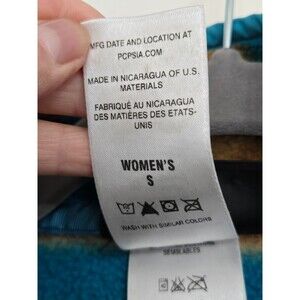 MFG DATE AND LOCATION AT
PCPSIA.COM
MADE IN NICARAGUA OF U.S.
MATERIALS
FABRIQUÉ AU NICARAGUA
DES MATIÈRES DES ETATS-
UNIS
WOMEN'S
S
WASH WITH SIMILAR COLORS
SEMBLABLES